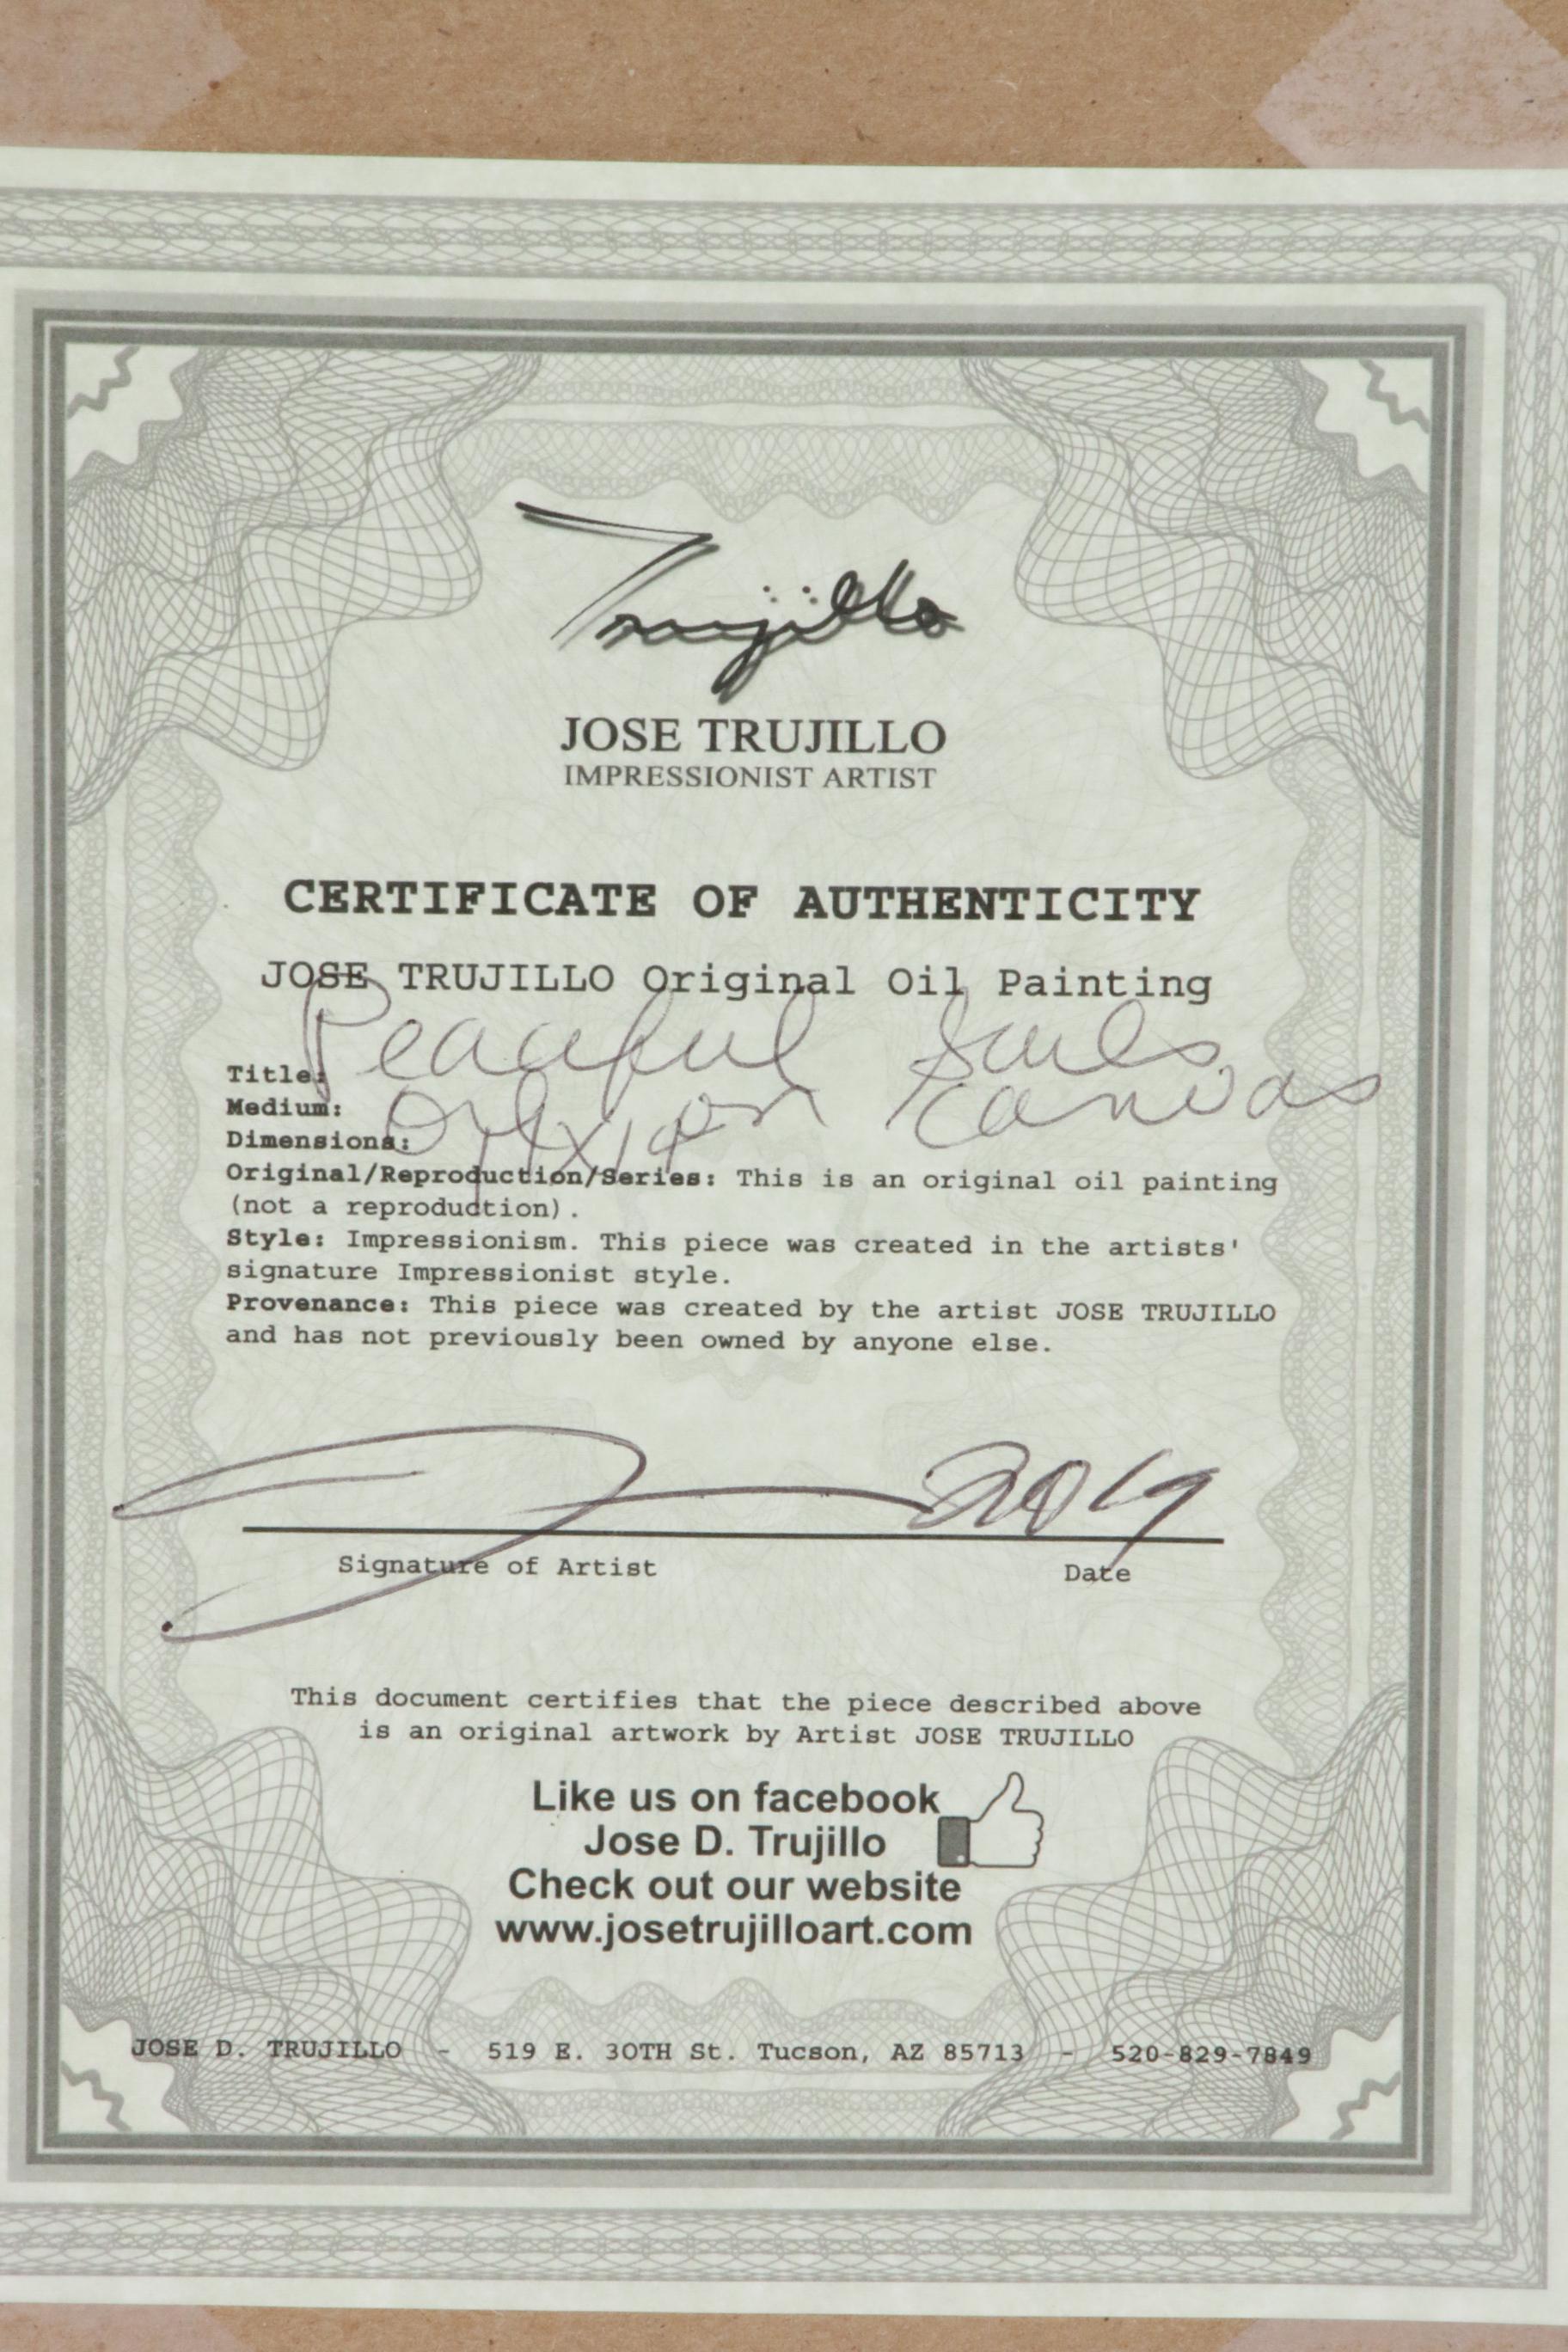 Trujillo
JOSE TRUJILLO
IMPRESSIONIST ARTIST
CERTIFICATE OF AUTHENTICITY
JOSE TRUJILLO Original Oil Painting
Title: Peaceful Sails
Medium: Oil on Canvas
Dimensions:
Original/Reproduction/Series: This is an original oil painting
(not a reproduction).
Style: Impressionism. This piece was created in the artists'
signature Impressionist style.
Provenance: This piece was created by the artist JOSE TRUJILLO
and has not previously been owned by anyone else.
2019
Signature of Artist Date
This document certifies that the piece described above
is an original artwork by Artist JOSE TRUJILLO
Like us on facebook
Jose D. Trujillo
Check out our website
www.josetrujilloart.com
JOSE D. TRUJILLO - 519 E. 30TH St. Tucson, AZ 85713 - 520-829-7849